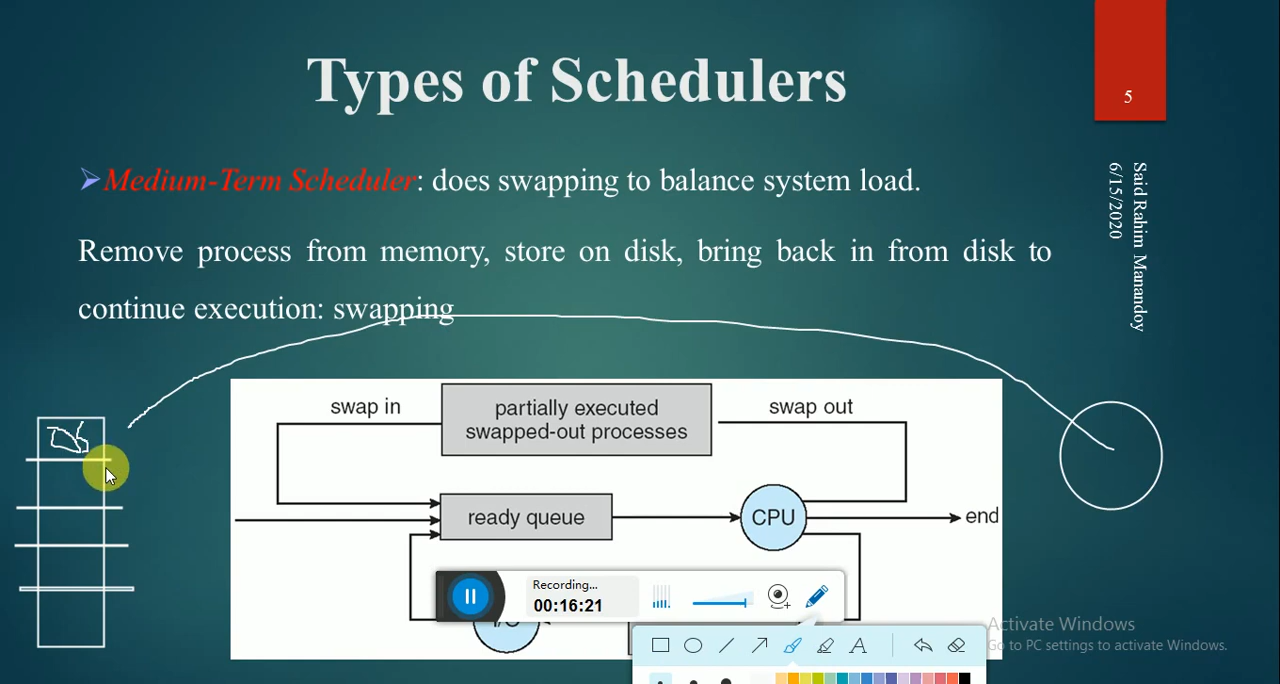 Types of Schedulers
5
Said Rahim Manandoy
6/15/2020
➢Medium-Term Scheduler: does swapping to balance system load.
Remove process from memory, store on disk, bring back in from disk to
continue execution: swapping
swap in
partially executed
swapped-out processes
swap out
ready queue
CPU
end
Recording...
00:16:21
I/O
A
Activate Windows
Go to PC settings to activate Windows.